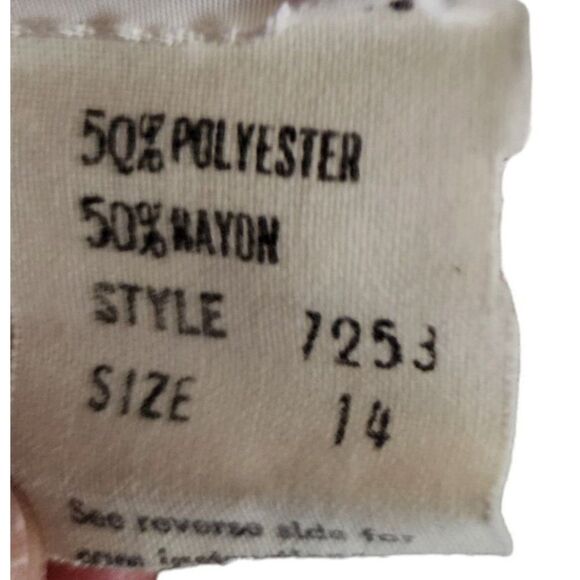 50% POLYESTER
50% RAYON
STYLE 7253
SIZE 14
See reverse side for